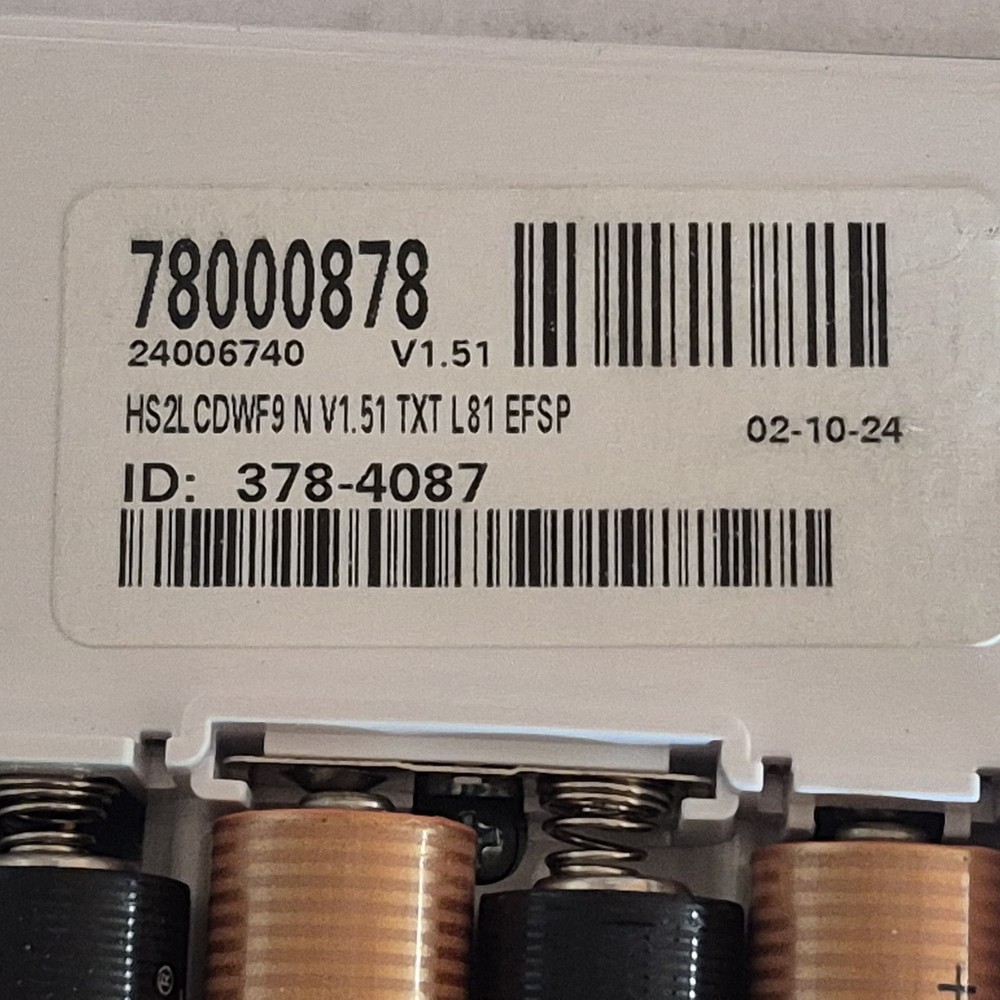 78000878
24006740 V1.51
HS2LCDWF9 N V1.51 TXT L81 EFSP
02-10-24
ID: 378-4087
®
+